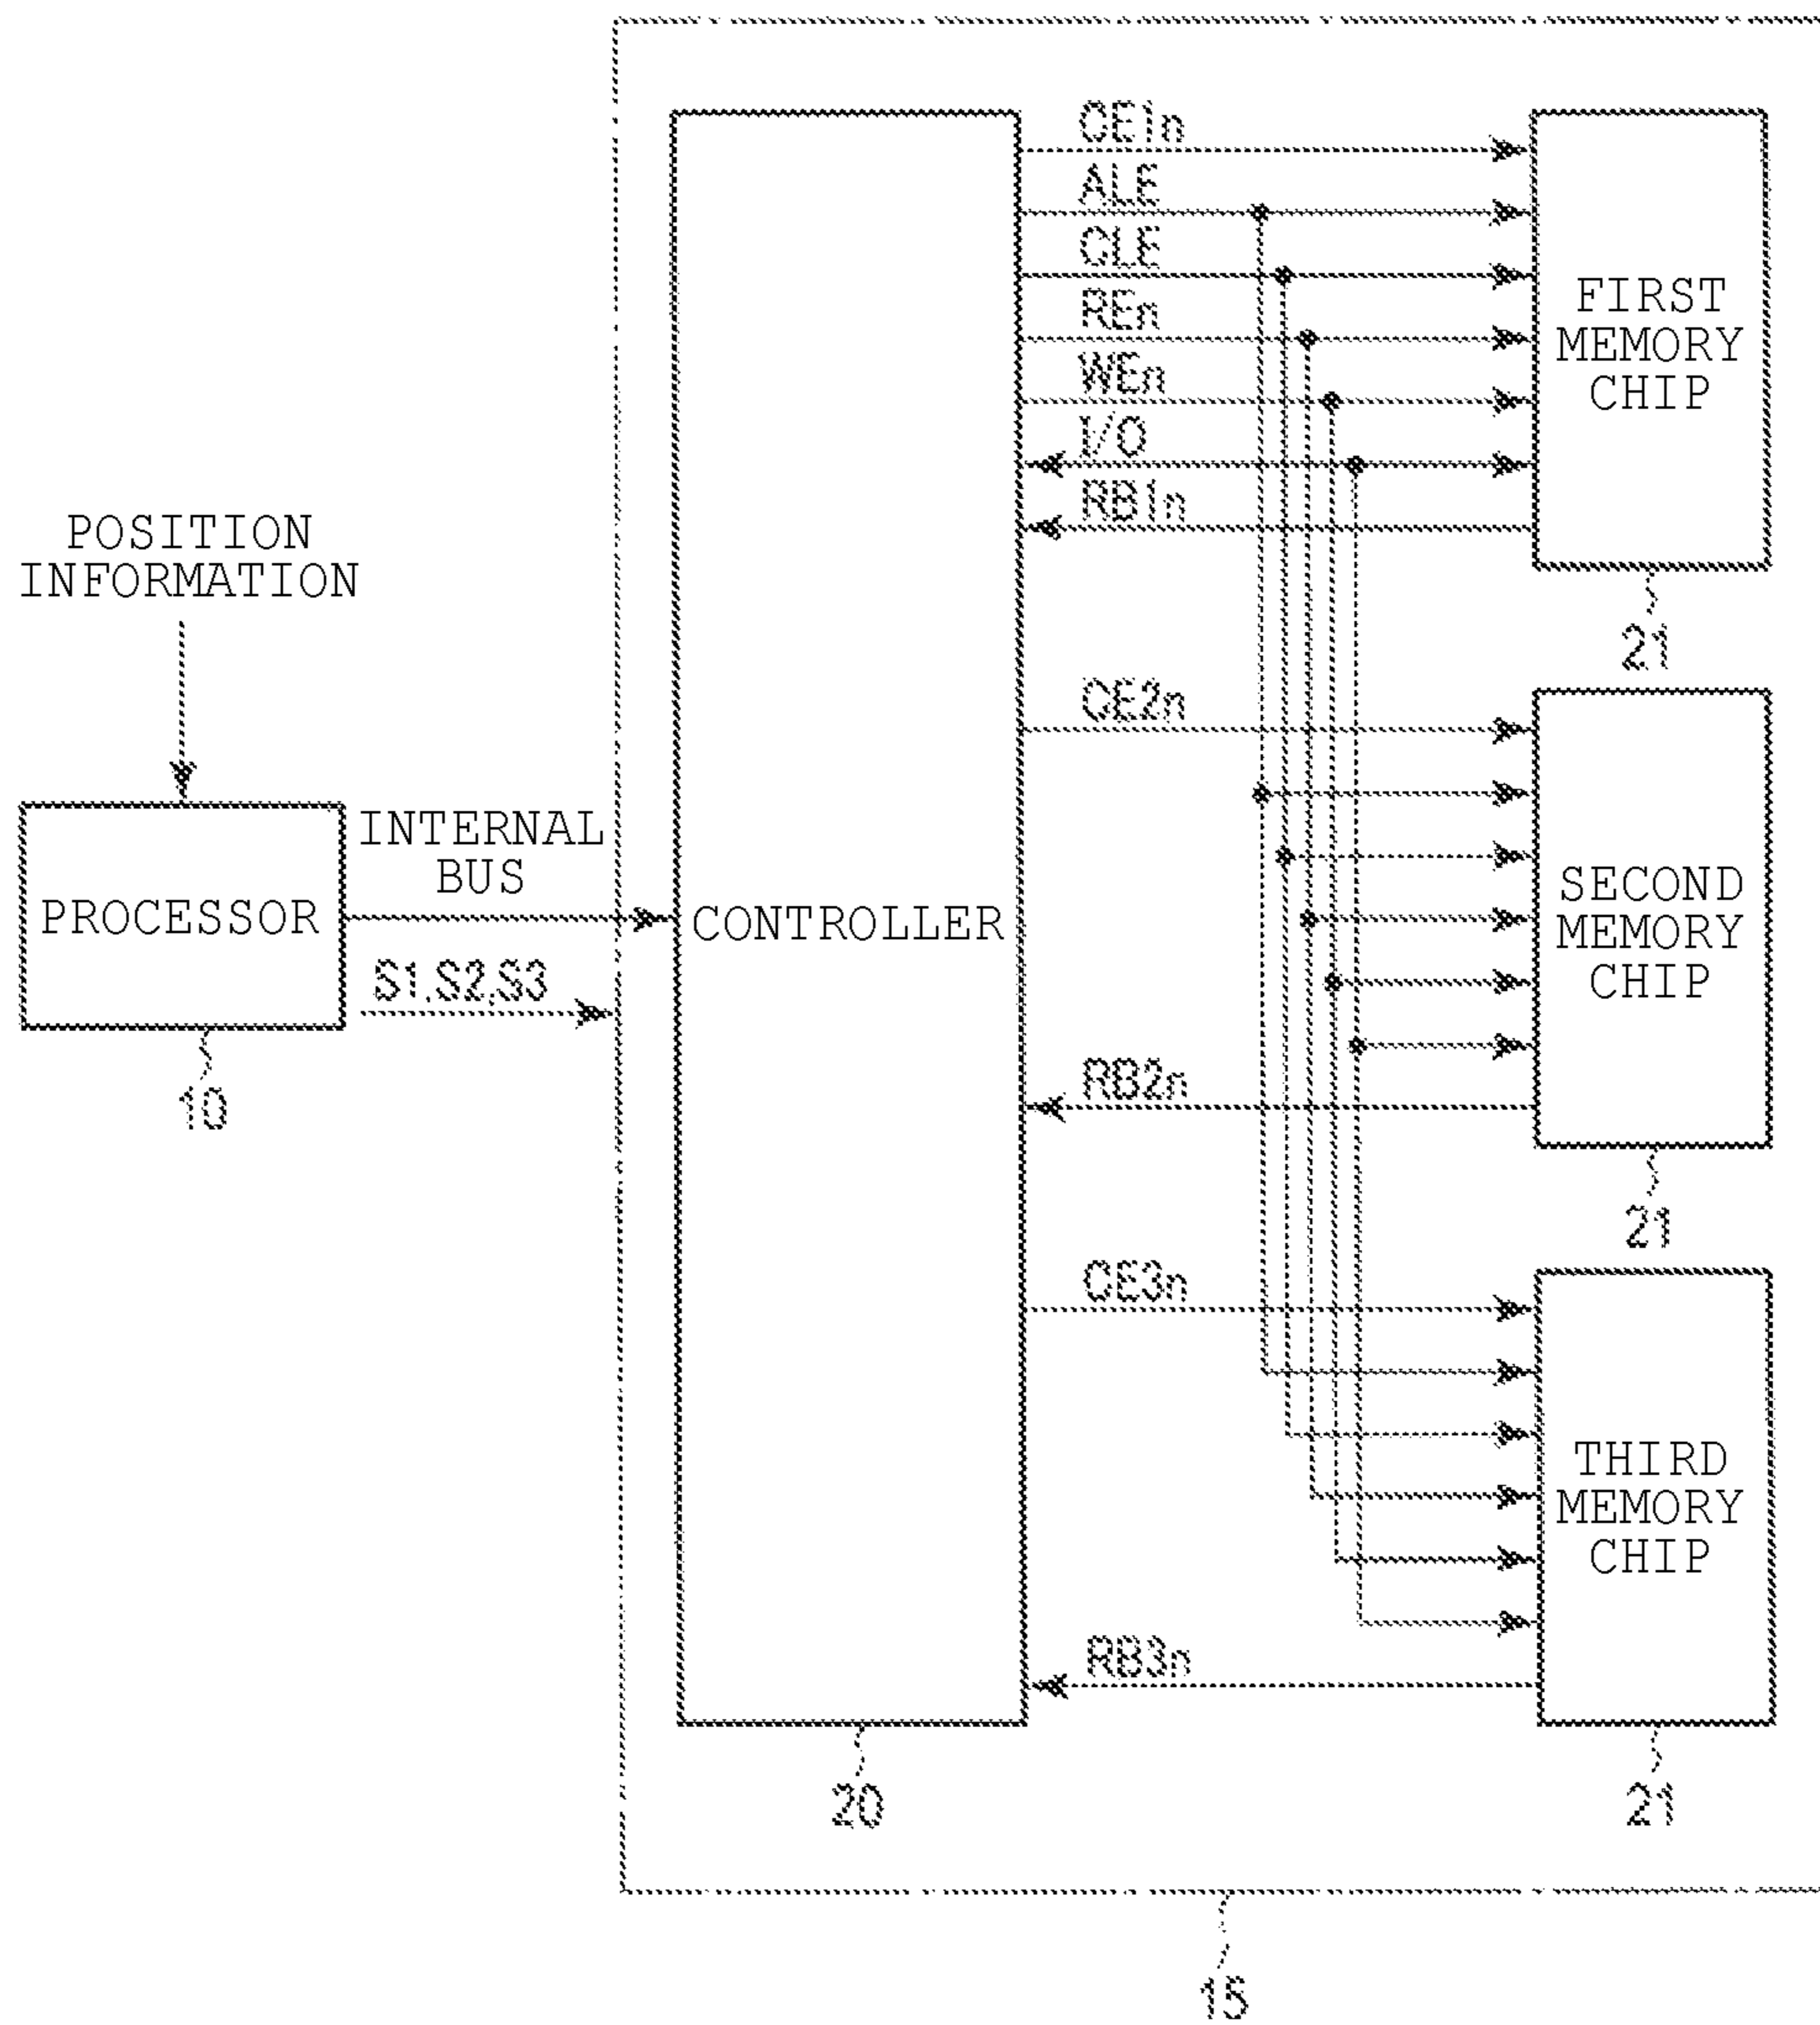 CE1n
ALE
CLE
REn
WEn
I/O
RB1n
FIRST
MEMORY
CHIP
21
POSITION
INFORMATION
CE2n
INTERNAL
BUS
PROCESSOR
CONTROLLER
S1,S2,S3
10
SECOND
MEMORY
CHIP
RB2n
21
CE3n
THIRD
MEMORY
CHIP
RB3n
20
21
15